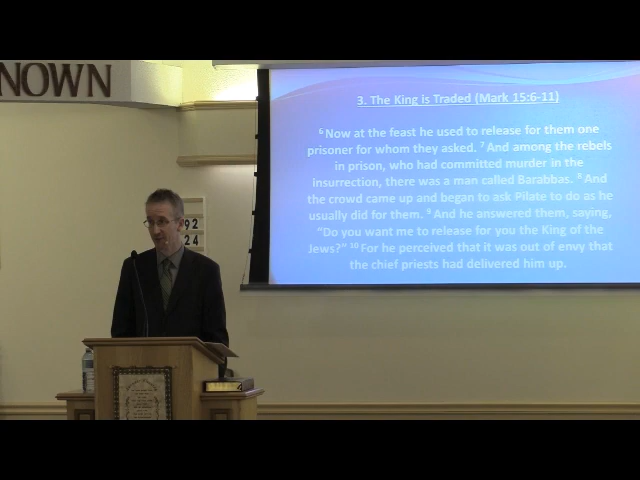 NOWN
92
24
3. The King is Traded (Mark 15:6-11)
6 Now at the feast he used to release for them one
prisoner for whom they asked. 7 And among the rebels
in prison, who had committed murder in the
insurrection, there was a man called Barabbas. 8 And
the crowd came up and began to ask Pilate to do as he
usually did for them. 9 And he answered them, saying,
“Do you want me to release for you the King of the
Jews?” 10 For he perceived that it was out of envy that
the chief priests had delivered him up.